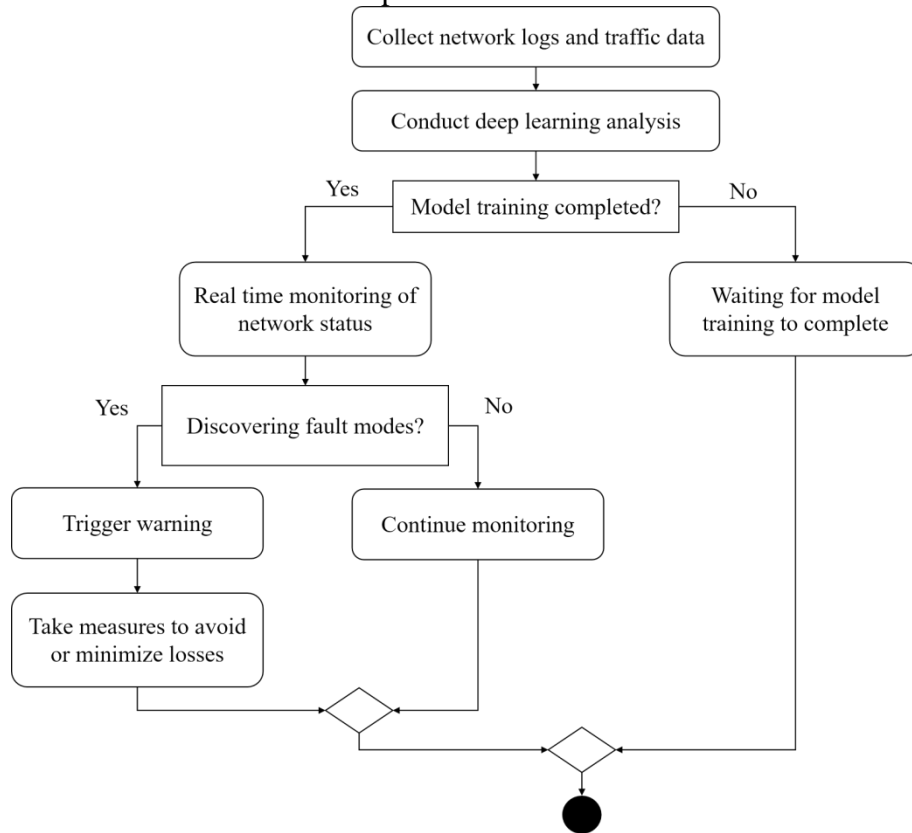 Collect network logs and traffic data
Conduct deep learning analysis
Yes
Model training completed?
No
Real time monitoring of
network status
Waiting for model
training to complete
Yes
Discovering fault modes?
No
Trigger warning
Continue monitoring
Take measures to avoid
or minimize losses